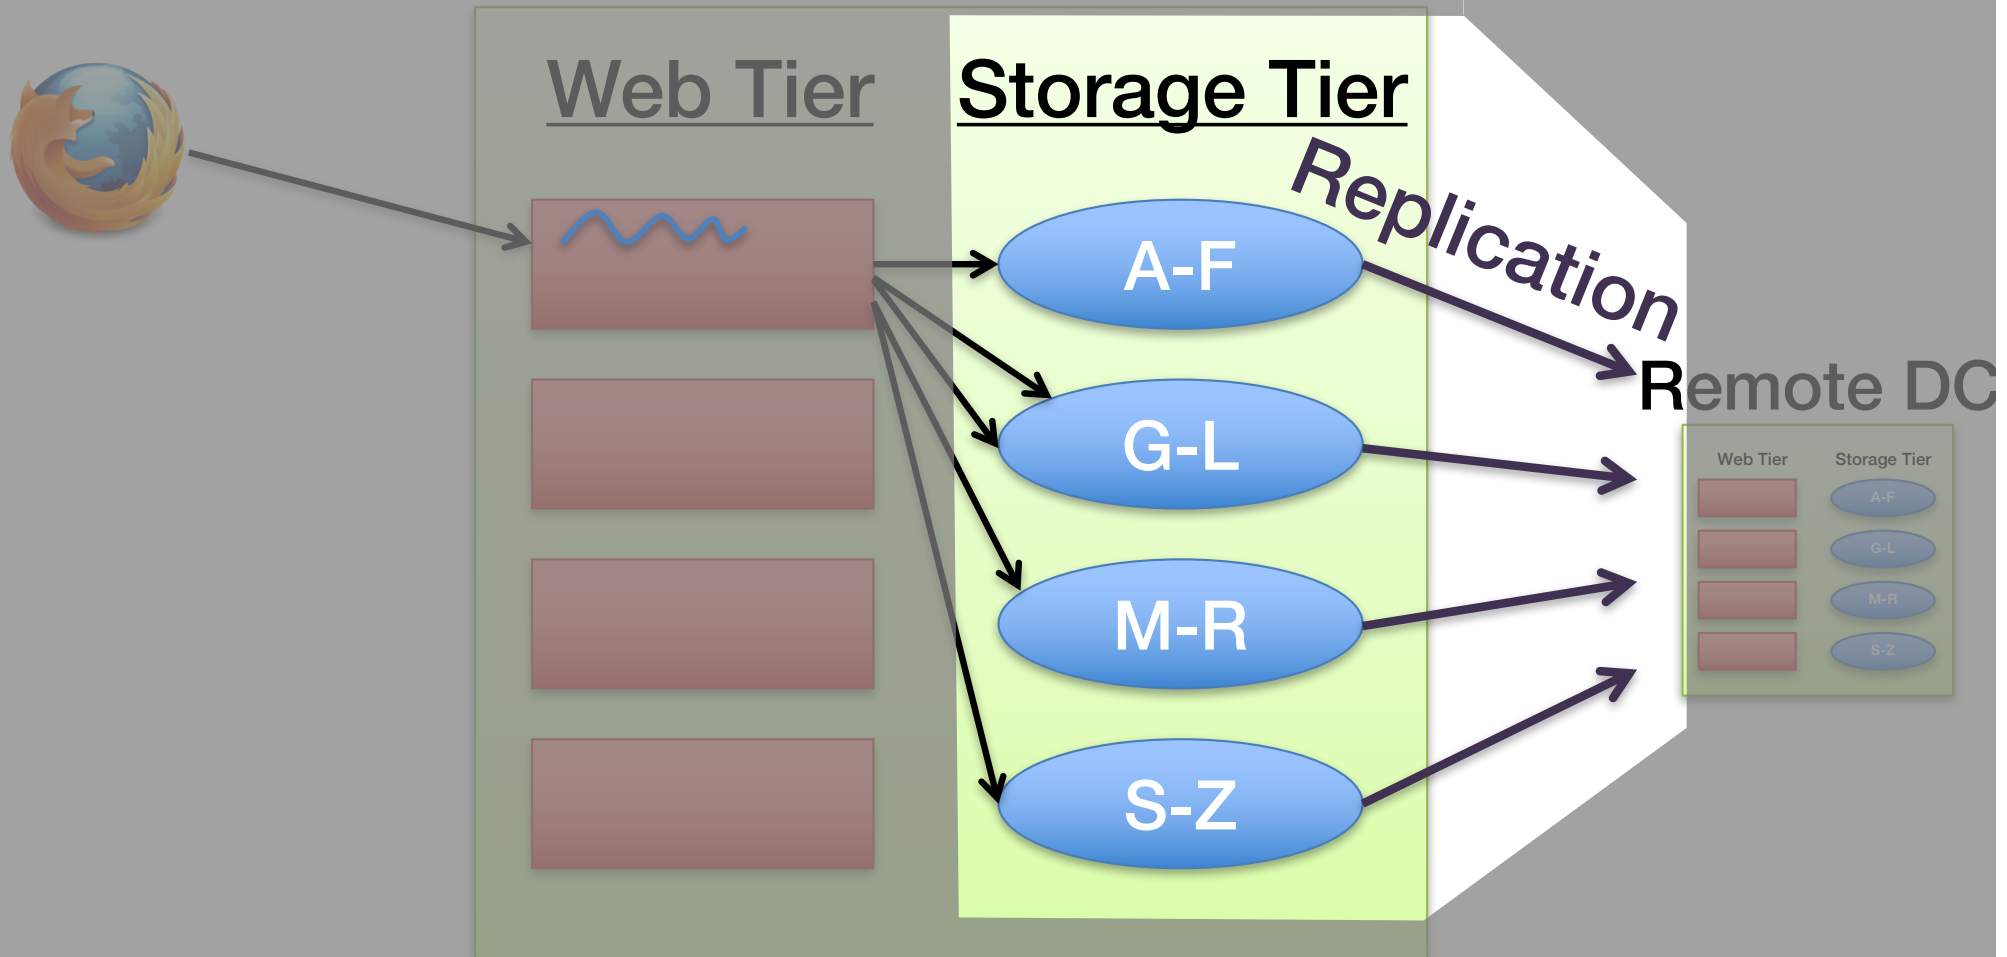 Web Tier
Storage Tier
Replication
A-F
G-L
M-R
S-Z
Remote DC
Web Tier
Storage Tier
A-F
G-L
M-R
S-Z